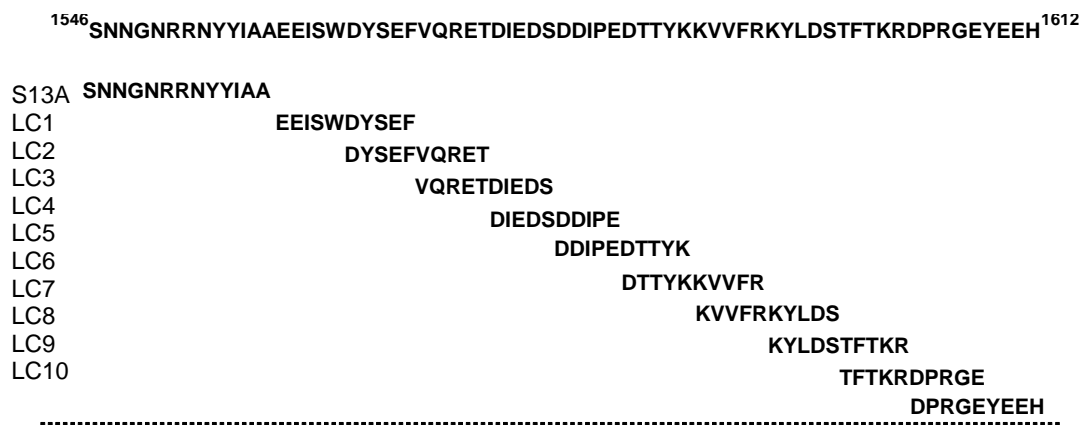 1546SNNGNRRNYYIAAEEISWDYSEFVQRETDIEDSDDIPEDTTYKKVVFRKYLDSTFTKRDPRGEYEEH1612
S13A SNNGNRRNYYIAA
LC1 EEISWDYSEF
LC2 DYSEFVQRET
LC3 VQRETDIEDS
LC4 DIEDSDDIPE
LC5 DDIPEDTTYK
LC6 DTTYKKVVFR
LC7 KVVFRKYLDS
LC8 KYLDSTFTKR
LC9 TFTKRDPRGE
LC10 DPRGEYEEH